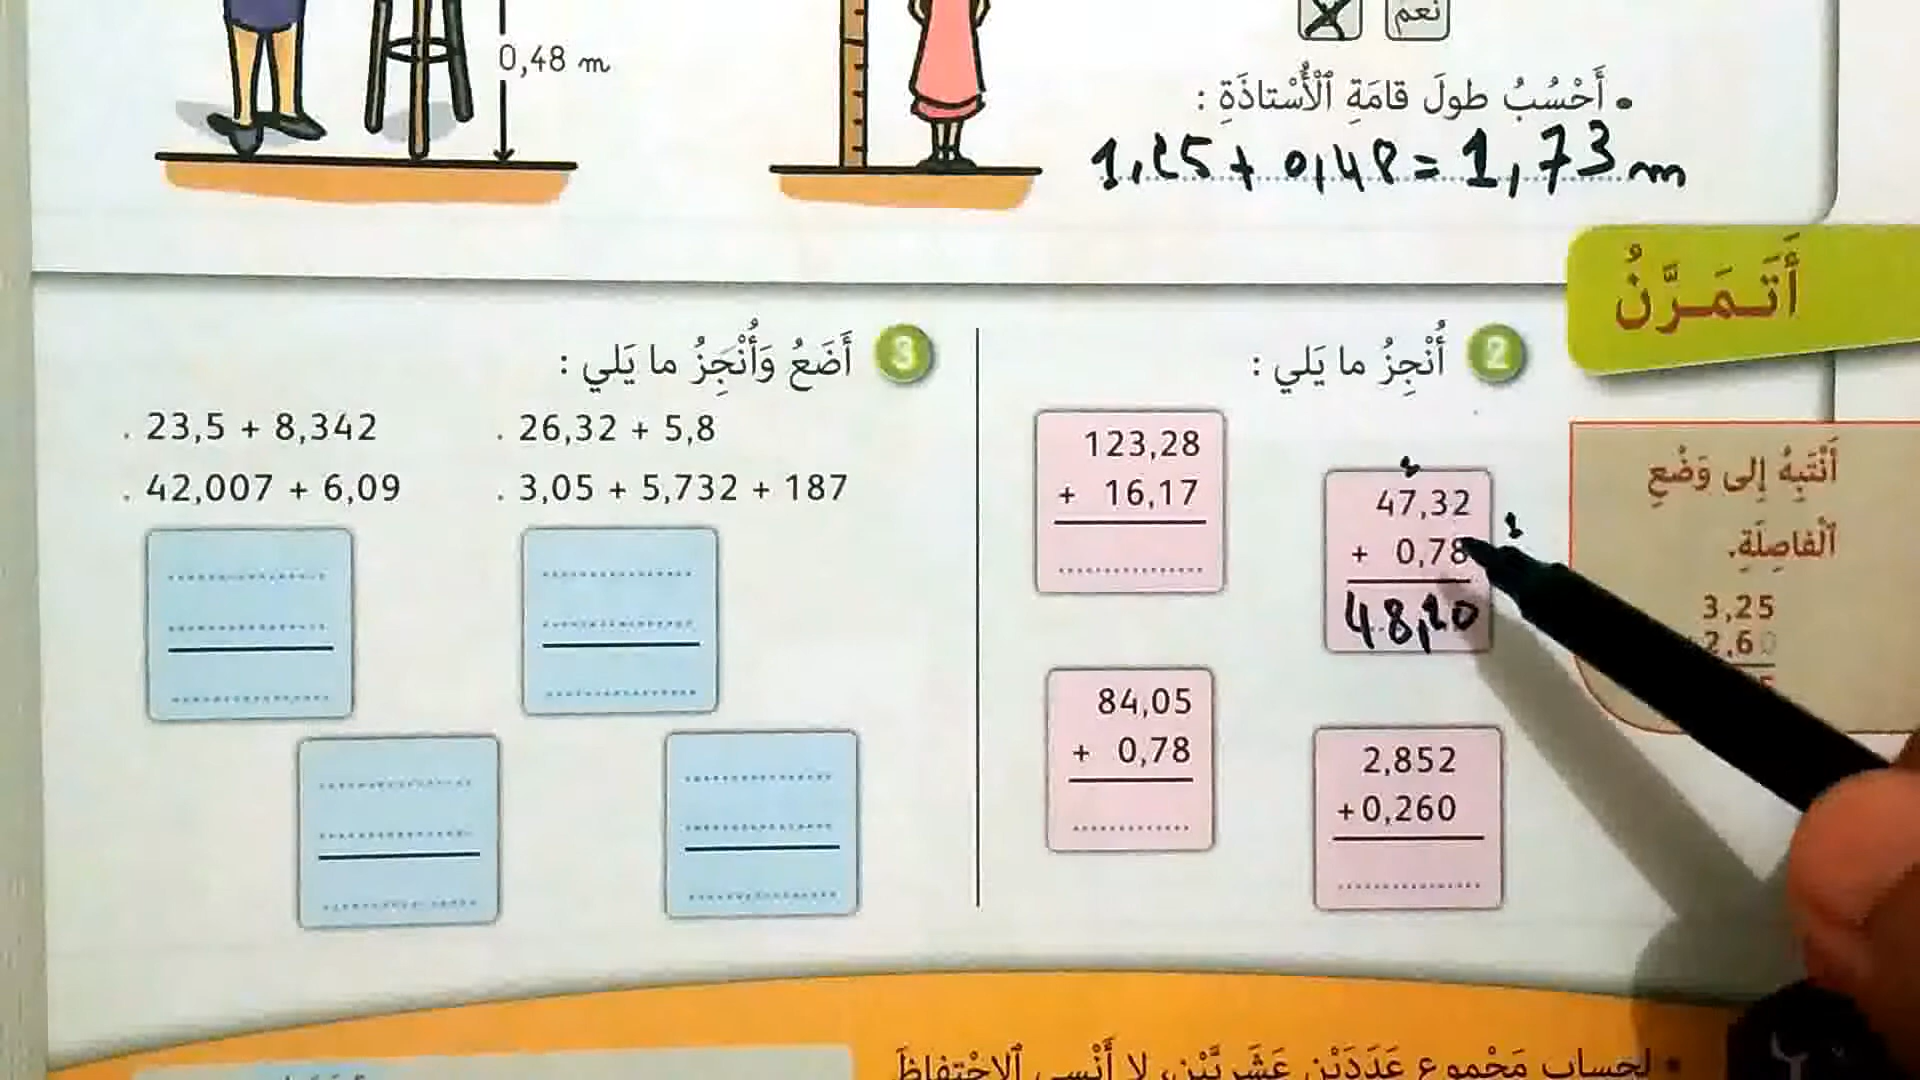 0,48 m
نعم
• أَحْسُبُ طولَ قامَةِ ٱلْأُسْتاذَةِ :
1,25 + 0,48 = 1,73 m
أَتَـمَـرَّنُ
2 أُنْجِزُ ما يَلي :
123,28
+ 16,17
47,32
+ 0,78
48,10
84,05
+ 0,78
2,852
+0,260
أَنْتَبِهُ إِلى وَضْعِ
ٱلْفاصِلَةِ.
3,25
2,60
3 أَضَعُ وَأُنْجِزُ ما يَلي :
. 23,5 + 8,342
. 26,32 + 5,8
. 42,007 + 6,09
. 3,05 + 5,732 + 187
• لِحِسابِ مَجْموعِ عَدَدَيْنِ عَشَرِيَّيْنِ، لا أَنْسى ٱلِاحْتِفاظَ